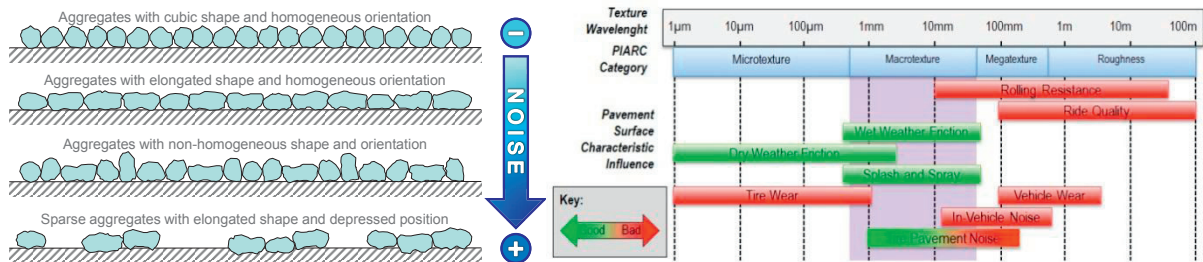 Aggregates with cubic shape and homogeneous orientation
Aggregates with elongated shape and homogeneous orientation
Aggregates with non-homogeneous shape and orientation
Sparse aggregates with elongated shape and depressed position
−
NOISE
+
Texture
Wavelenght
1µm 10µm 100µm 1mm 10mm 100mm 1m 10m 100m
PIARC
Category
Microtexture Macrotexture Megatexture Roughness
Pavement
Surface
Characteristic
Influence
Rolling Resistance
Ride Quality
Wet Weather Friction
Dry Weather Friction
Splash and Spray
Tire Wear
Vehicle Wear
In-Vehicle Noise
Pavement Noise
Key:
Good Bad